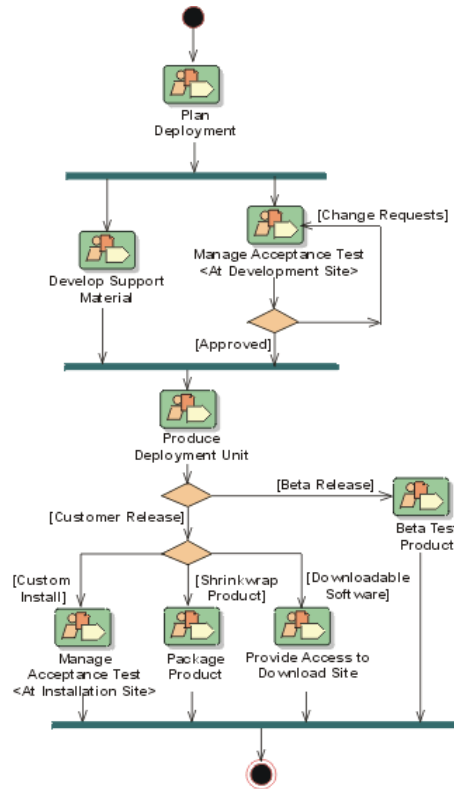 Plan
Deployment
[Change Requests]
Manage Acceptance Test
<At Development Site>
Develop Support
Material
[Approved]
Produce
Deployment Unit
[Beta Release]
[Customer Release]
Beta Test
Product
[Custom
Install]
[Shrinkwrap
Product]
[Downloadable
Software]
Manage
Acceptance Test
<At Installation Site>
Package
Product
Provide Access to
Download Site